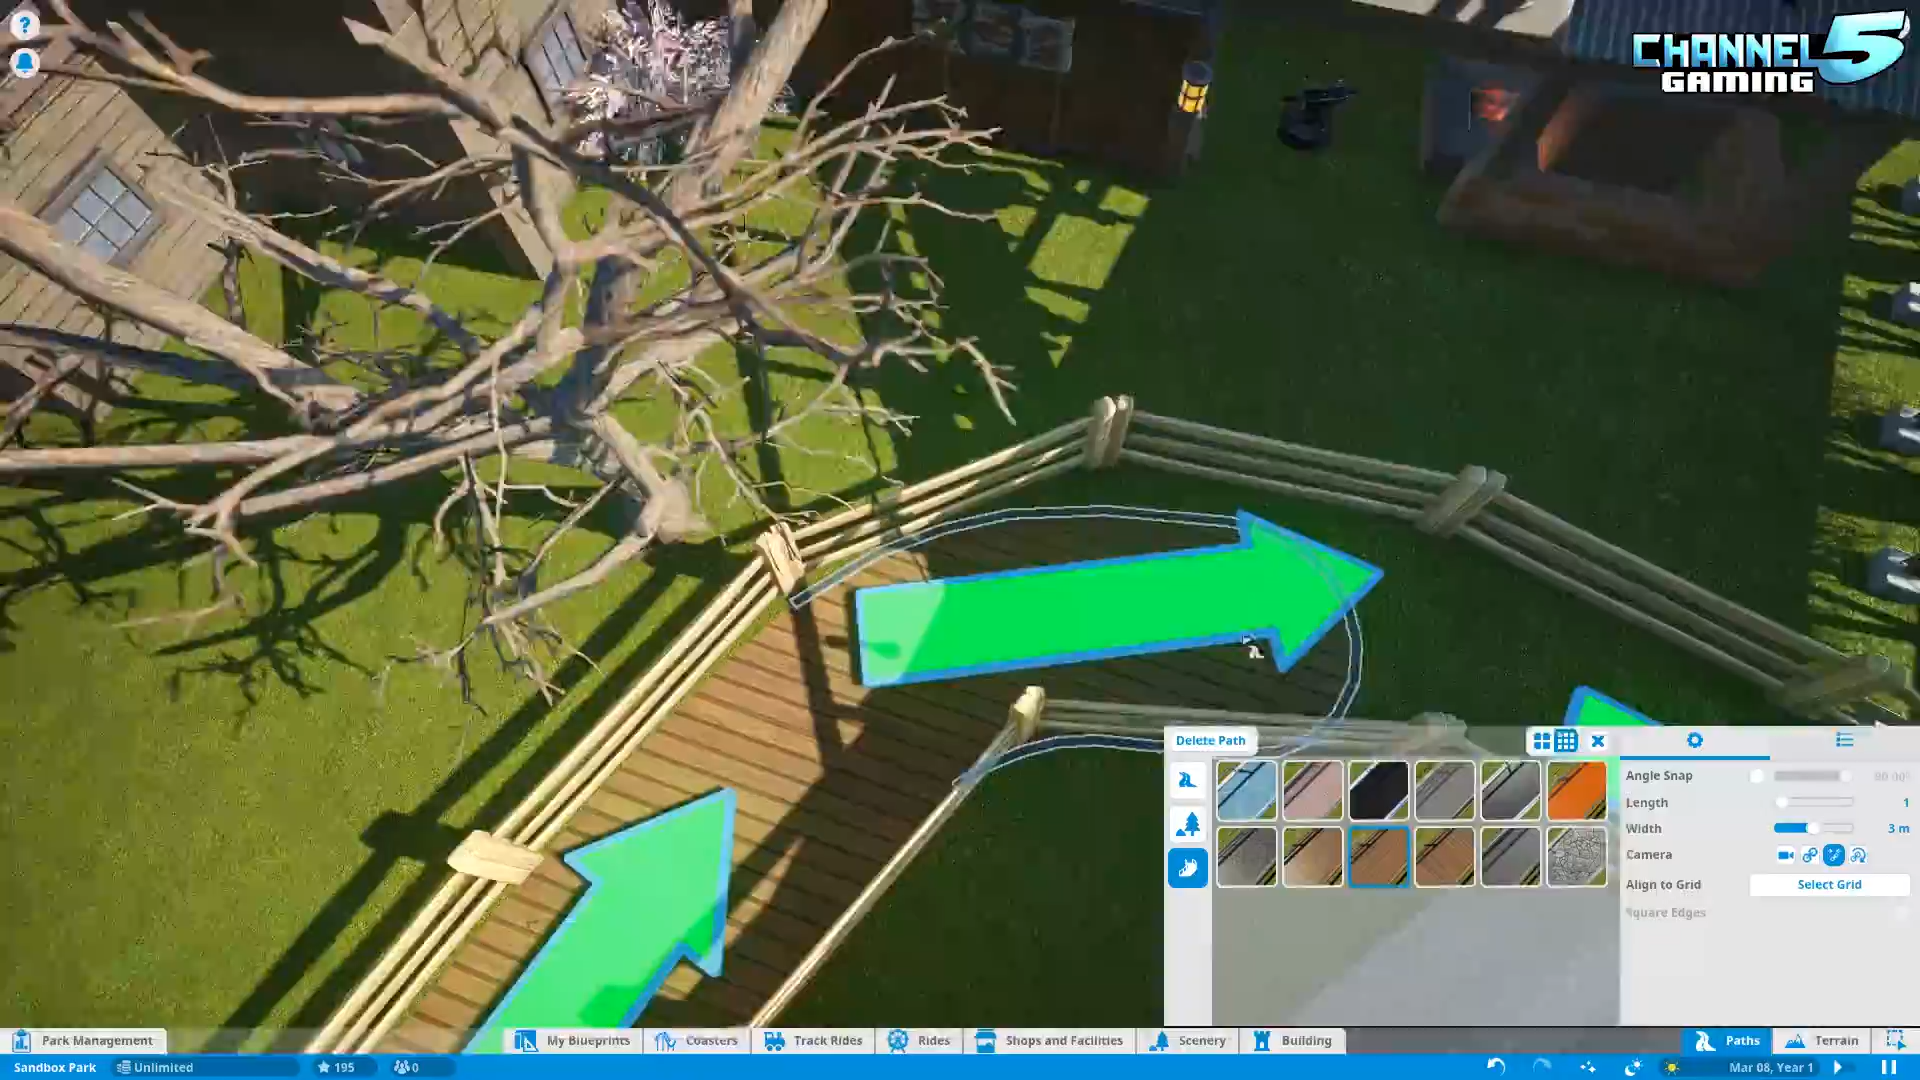 ?
CHANNEL 5
GAMING
Delete Path
Angle Snap 90.00°
Length 1
Width 3 m
Camera
Align to Grid Select Grid
Square Edges
Park Management
My Blueprints Coasters Track Rides Rides Shops and Facilities Scenery Building
Paths Terrain
Sandbox Park Unlimited 195 0
Mar 08, Year 1